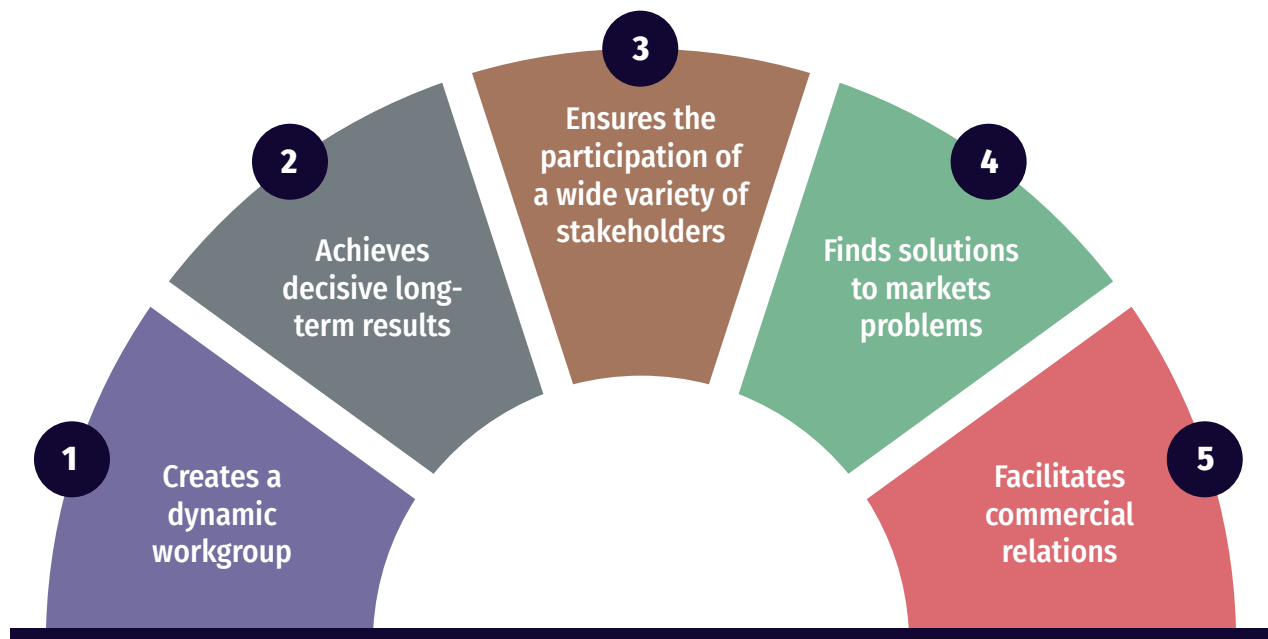 1
Creates a
dynamic
workgroup
2
Achieves
decisive long-
term results
3
Ensures the
participation of
a wide variety of
stakeholders
4
Finds solutions
to markets
problems
5
Facilitates
commercial
relations